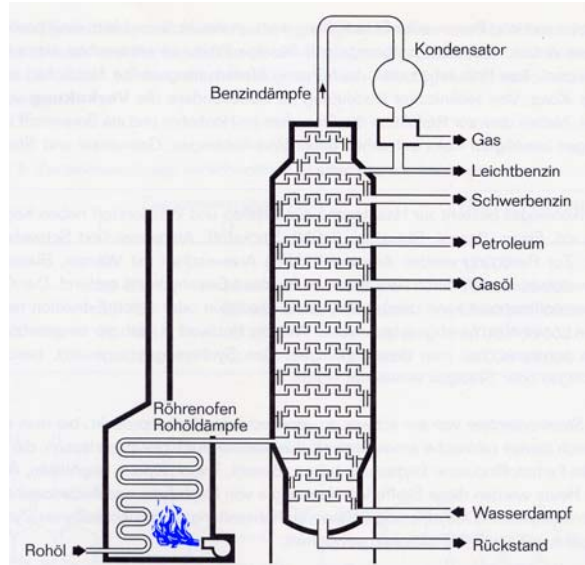 Kondensator
Benzindämpfe
Gas
Leichtbenzin
Schwerbenzin
Petroleum
Gasöl
Röhrenofen
Rohöldämpfe
Wasserdampf
Rohöl
Rückstand